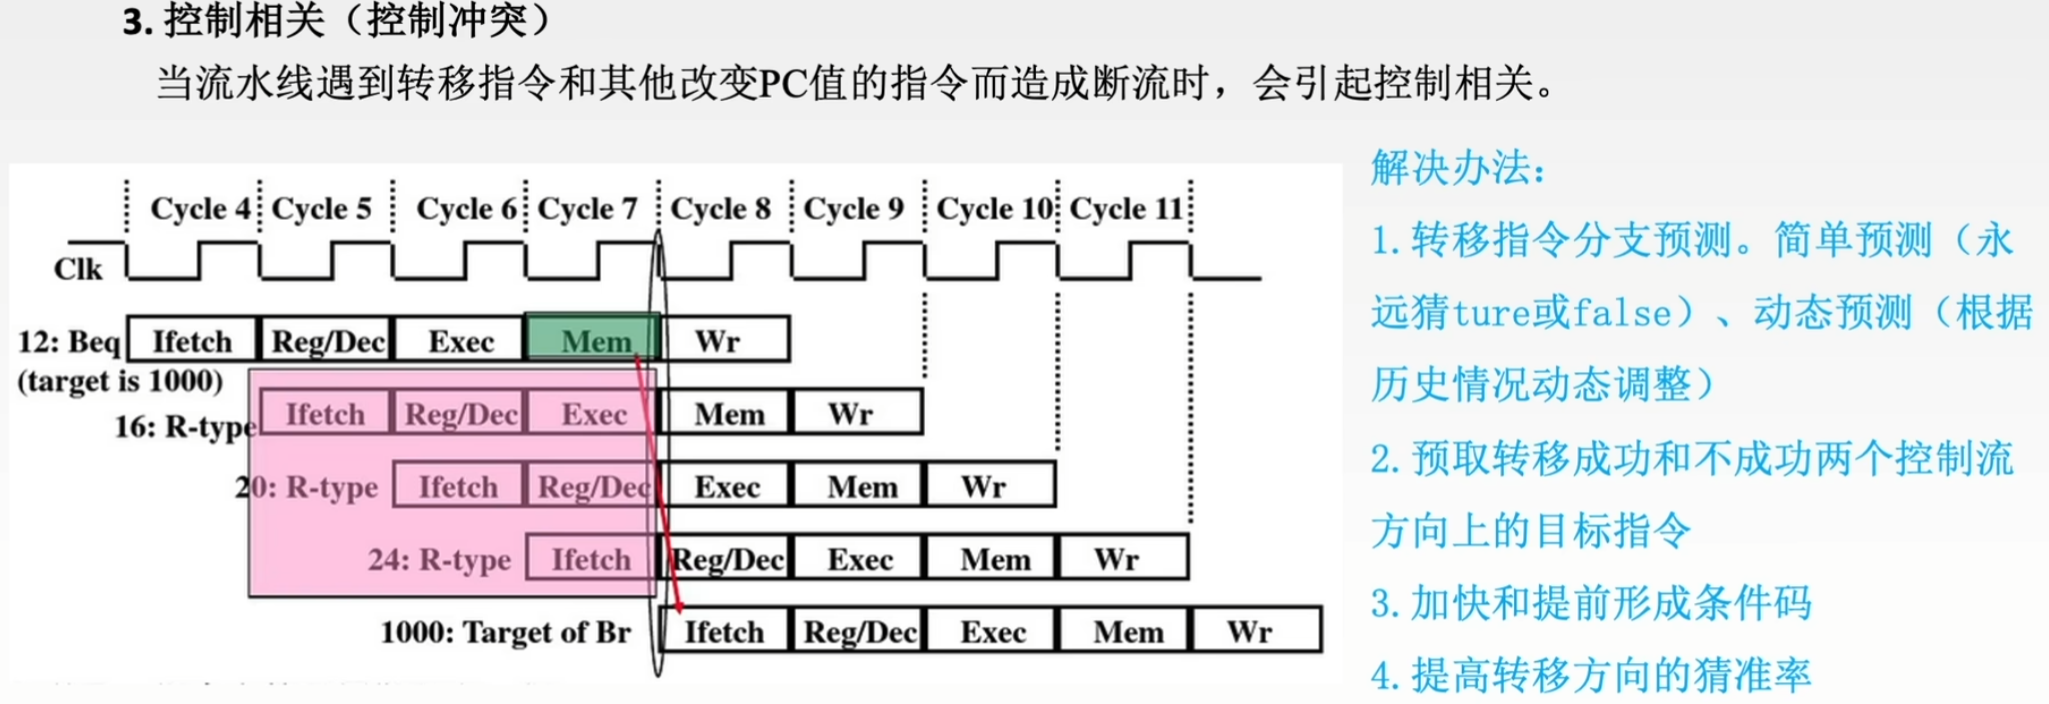 3. 控制相关（控制冲突）
当流水线遇到转移指令和其他改变PC值的指令而造成断流时，会引起控制相关。
Cycle 4 Cycle 5 Cycle 6 Cycle 7 Cycle 8 Cycle 9 Cycle 10 Cycle 11
Clk
12: Beq Ifetch Reg/Dec Exec Mem Wr
(target is 1000)
16: R-type Ifetch Reg/Dec Exec Mem Wr
20: R-type Ifetch Reg/Dec Exec Mem Wr
24: R-type Ifetch Reg/Dec Exec Mem Wr
1000: Target of Br Ifetch Reg/Dec Exec Mem Wr
解决办法：
1. 转移指令分支预测。简单预测（永
远猜ture或false）、动态预测（根据
历史情况动态调整）
2. 预取转移成功和不成功两个控制流
方向上的目标指令
3. 加快和提前形成条件码
4. 提高转移方向的猜准率